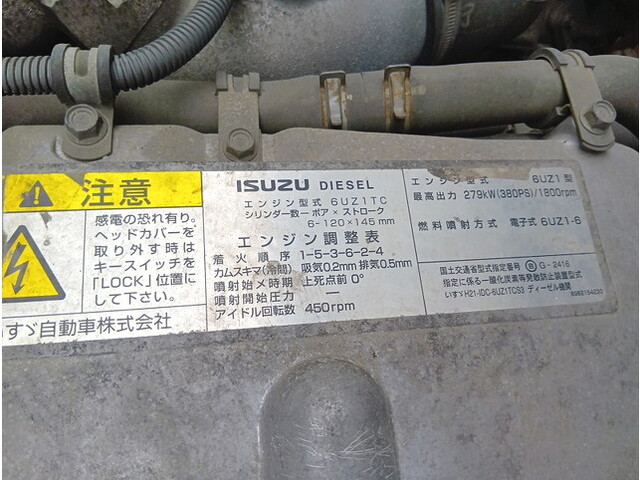 注意
感電の恐れ有り。
ヘッドカバーを
取り外す時は
キースイッチを
「LOCK」位置に
して下さい。
いすゞ自動車株式会社
ISUZU DIESEL
エンジン型式 6UZ1TC
シリンダ数－ボア × ストローク
6-120×145mm
エンジン調整表
着火順序 1-5-3-6-2-4
カムスキマ(冷間) 吸気0.2mm 排気0.5mm
噴射始メ時期 上死点前 0°
噴射開始圧力 —
アイドル回転数 450rpm
エンジン型式 6UZ1型
最高出力 279kW(380PS)/1800rpm
燃料噴射方式 電子式 6UZ1-6
国土交通省型式指定番号 G-2416
指定に係る一酸化炭素等発散防止装置型式
いすゞH21-IDC-6UZ1TCS3 ディーゼル機関